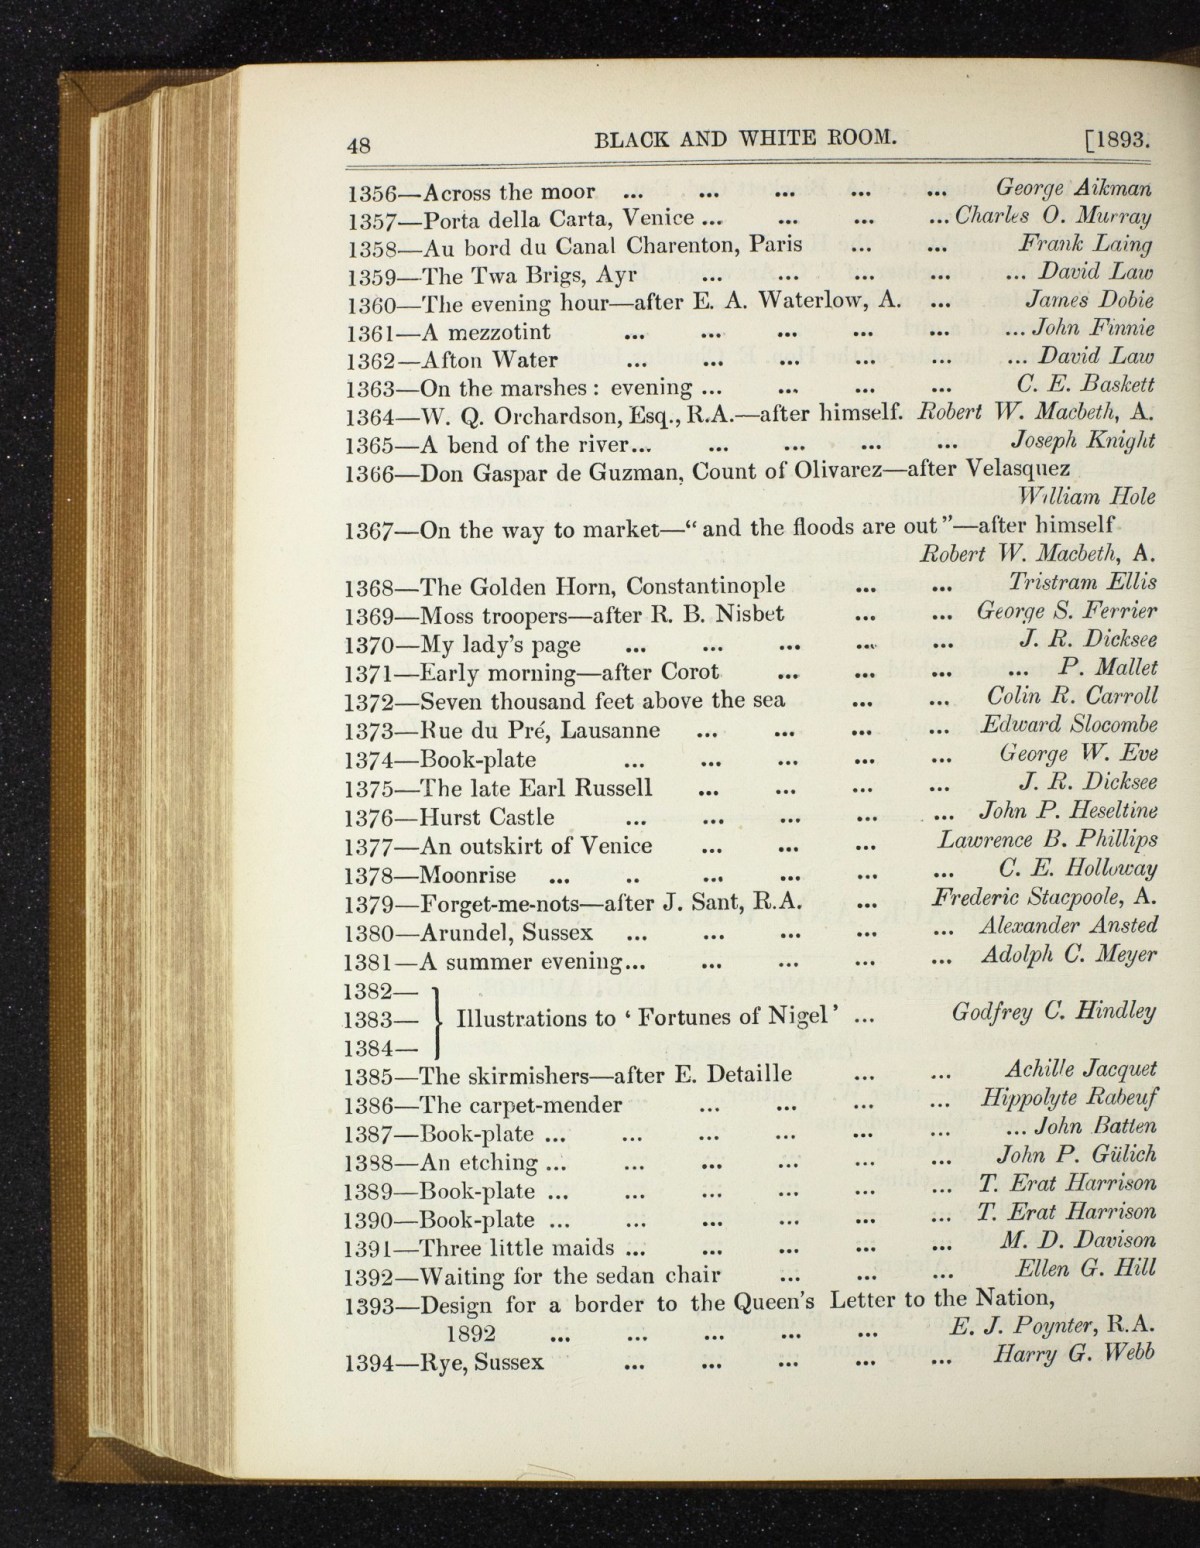 48 BLACK AND WHITE ROOM. [1893.
1356—Across the moor ... ... ... ... ... George Aikman
1357—Porta della Carta, Venice ... ... ... ... Charles O. Murray
1358—Au bord du Canal Charenton, Paris ... ... Frank Laing
1359—The Twa Brigs, Ayr ... ... ... ... ... David Law
1360—The evening hour—after E. A. Waterlow, A. ... James Dobie
1361—A mezzotint ... ... ... ... ... ... John Finnie
1362—Afton Water ... ... ... ... ... ... David Law
1363—On the marshes : evening ... ... ... ... C. E. Baskett
1364—W. Q. Orchardson, Esq., R.A.—after himself. Robert W. Macbeth, A.
1365—A bend of the river... ... ... ... ... Joseph Knight
1366—Don Gaspar de Guzman, Count of Olivarez—after Velasquez
William Hole
1367—On the way to market—“ and the floods are out ”—after himself
Robert W. Macbeth, A.
1368—The Golden Horn, Constantinople ... ... Tristram Ellis
1369—Moss troopers—after R. B. Nisbet ... ... George S. Ferrier
1370—My lady’s page ... ... ... ... ... J. R. Dicksee
1371—Early morning—after Corot ... ... ... ... P. Mallet
1372—Seven thousand feet above the sea ... ... Colin R. Carroll
1373—Rue du Pré, Lausanne ... ... ... ... Edward Slocombe
1374—Book-plate ... ... ... ... ... George W. Eve
1375—The late Earl Russell ... ... ... ... J. R. Dicksee
1376—Hurst Castle ... ... ... ... ... John P. Heseltine
1377—An outskirt of Venice ... ... ... Lawrence B. Phillips
1378—Moonrise ... .. ... ... ... ... C. E. Holloway
1379—Forget-me-nots—after J. Sant, R.A. ... Frederic Stacpoole, A.
1380—Arundel, Sussex ... ... ... ... ... Alexander Ansted
1381—A summer evening... ... ... ... ... Adolph C. Meyer
1382—
1383— } Illustrations to ‘ Fortunes of Nigel ’ ... Godfrey C. Hindley
1384—
1385—The skirmishers—after E. Detaille ... ... Achille Jacquet
1386—The carpet-mender ... ... ... ... Hippolyte Rabeuf
1387—Book-plate ... ... ... ... ... ... ... John Batten
1388—An etching ... ... ... ... ... ... John P. Gülich
1389—Book-plate ... ... ... ... ... ... T. Erat Harrison
1390—Book-plate ... ... ... ... ... ... T. Erat Harrison
1391—Three little maids ... ... ... ... ... M. D. Davison
1392—Waiting for the sedan chair ... ... ... Ellen G. Hill
1393—Design for a border to the Queen’s Letter to the Nation,
1892 ... ... ... ... ... E. J. Poynter, R.A.
1394—Rye, Sussex ... ... ... ... ... Harry G. Webb